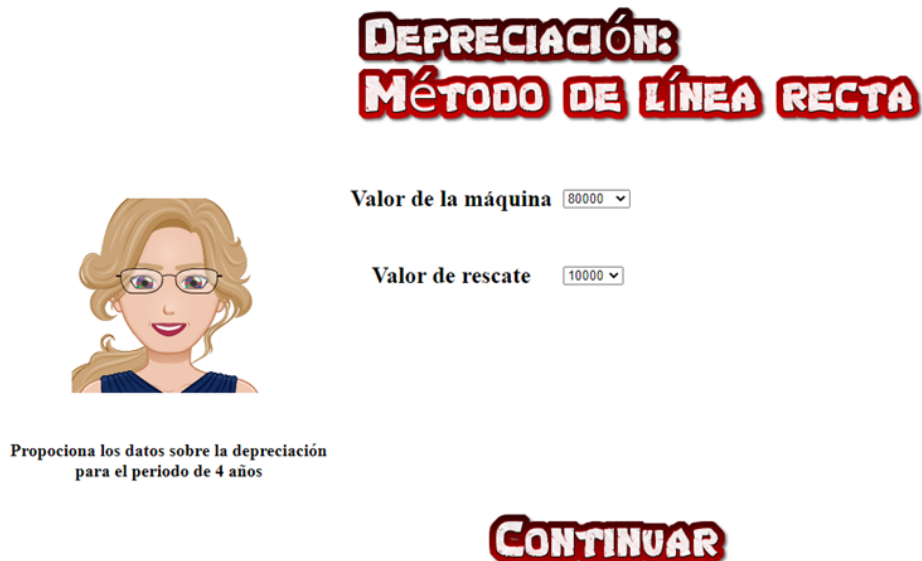 DEPRECIACIÓN:
MÉTODO DE LÍNEA RECTA
Valor de la máquina 80000
Valor de rescate 10000
Propociona los datos sobre la depreciación
para el periodo de 4 años
CONTINUAR